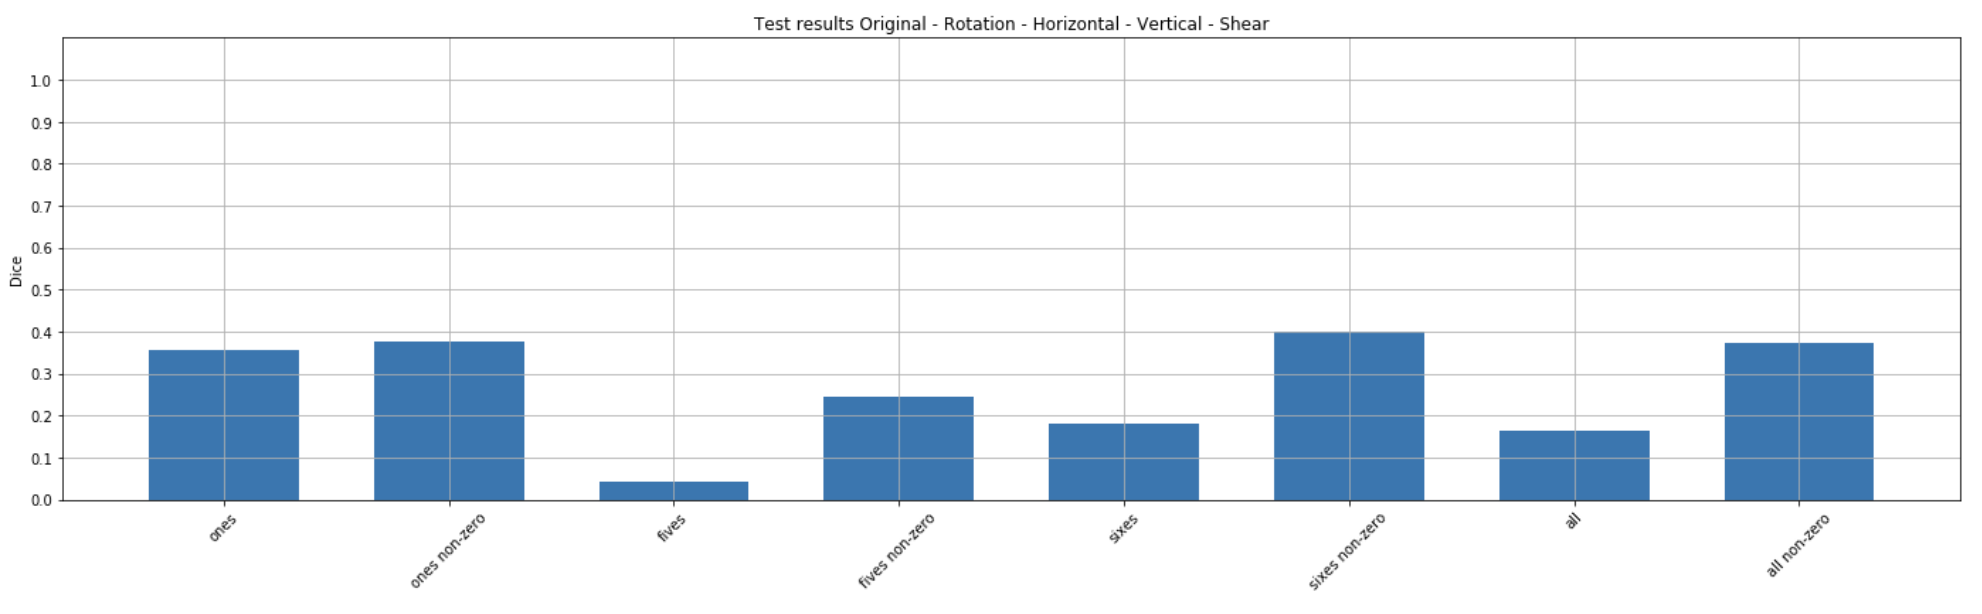 Test results Original - Rotation - Horizontal - Vertical - Shear
1.0
0.9
0.8
0.7
0.6
0.5
0.4
0.3
0.2
0.1
0.0
Dice
ones
ones non-zero
fives
fives non-zero
sixes
sixes non-zero
all
all non-zero